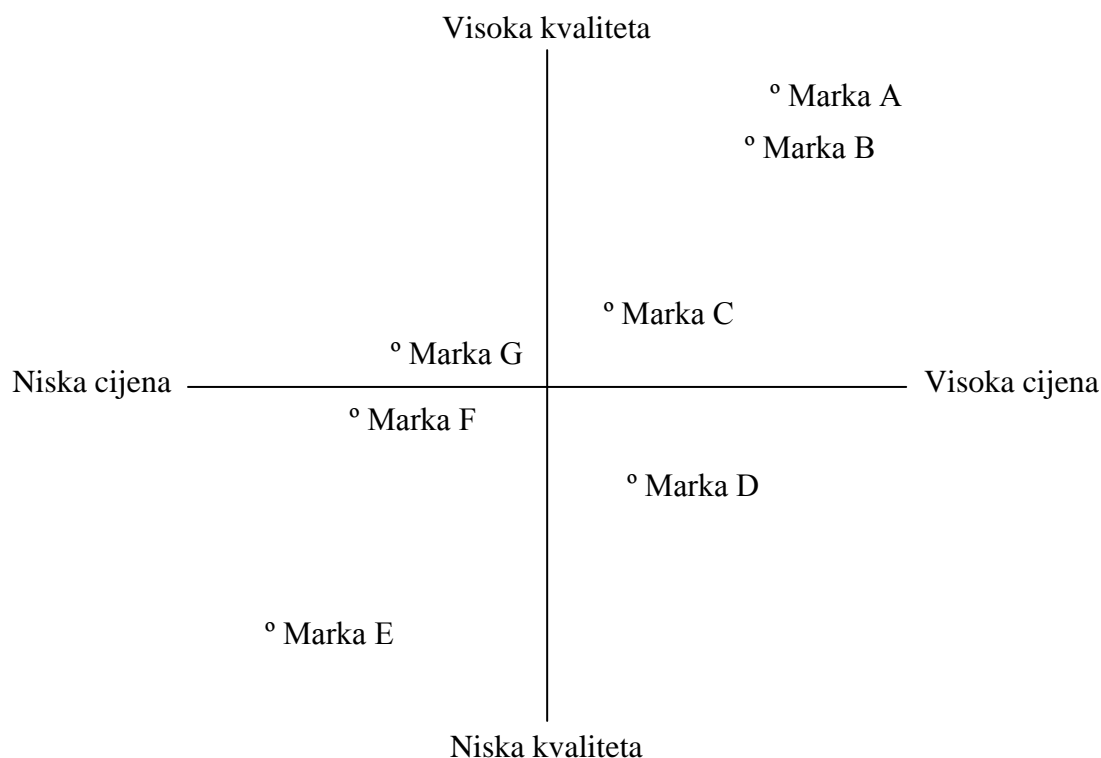 Visoka kvaliteta
º Marka A
º Marka B
º Marka C
º Marka G
Niska cijena
Visoka cijena
º Marka F
º Marka D
º Marka E
Niska kvaliteta